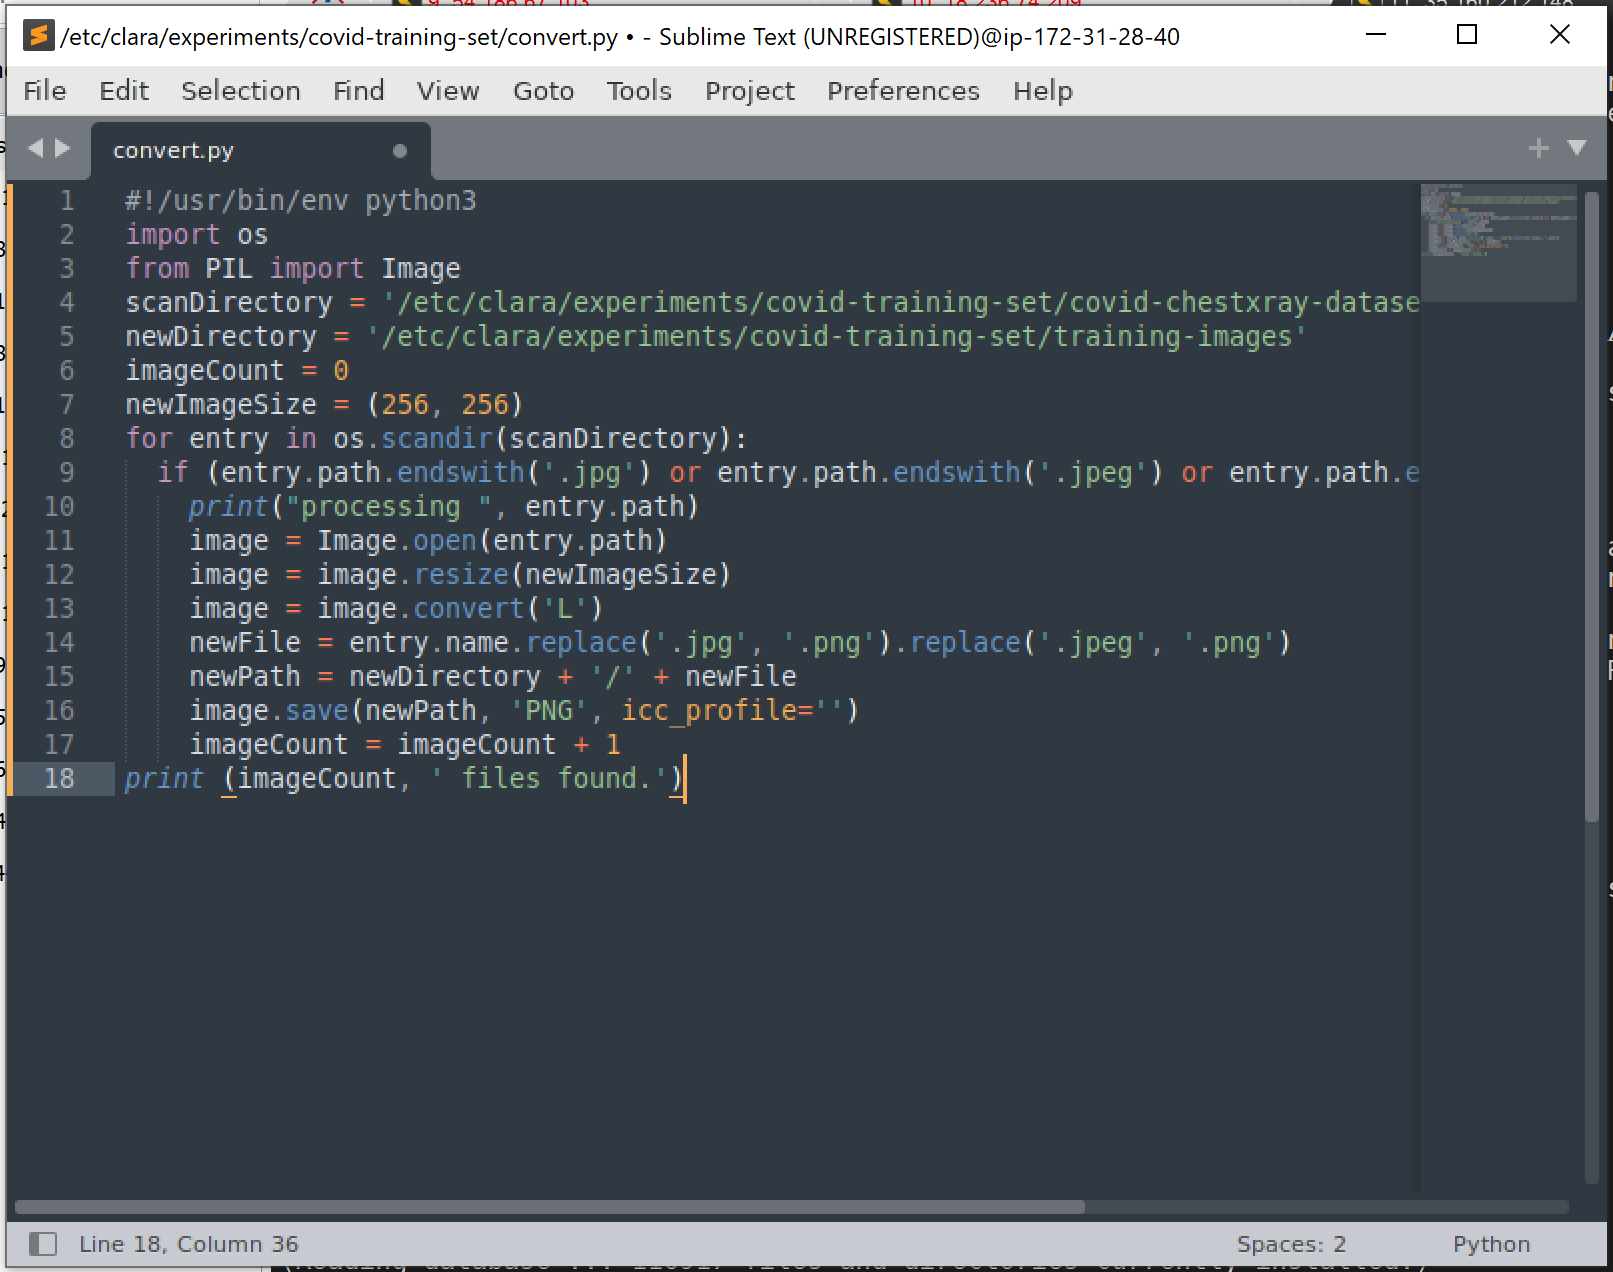 /etc/clara/experiments/covid-training-set/convert.py • - Sublime Text (UNREGISTERED)@ip-172-31-28-40
File Edit Selection Find View Goto Tools Project Preferences Help
convert.py
1 #!/usr/bin/env python3
2 import os
3 from PIL import Image
4 scanDirectory = '/etc/clara/experiments/covid-training-set/covid-chestxray-datase
5 newDirectory = '/etc/clara/experiments/covid-training-set/training-images'
6 imageCount = 0
7 newImageSize = (256, 256)
8 for entry in os.scandir(scanDirectory):
9 if (entry.path.endswith('.jpg') or entry.path.endswith('.jpeg') or entry.path.e
10 print("processing ", entry.path)
11 image = Image.open(entry.path)
12 image = image.resize(newImageSize)
13 image = image.convert('L')
14 newFile = entry.name.replace('.jpg', '.png').replace('.jpeg', '.png')
15 newPath = newDirectory + '/' + newFile
16 image.save(newPath, 'PNG', icc_profile='')
17 imageCount = imageCount + 1
18 print (imageCount, ' files found.')
Line 18, Column 36 Spaces: 2 Python